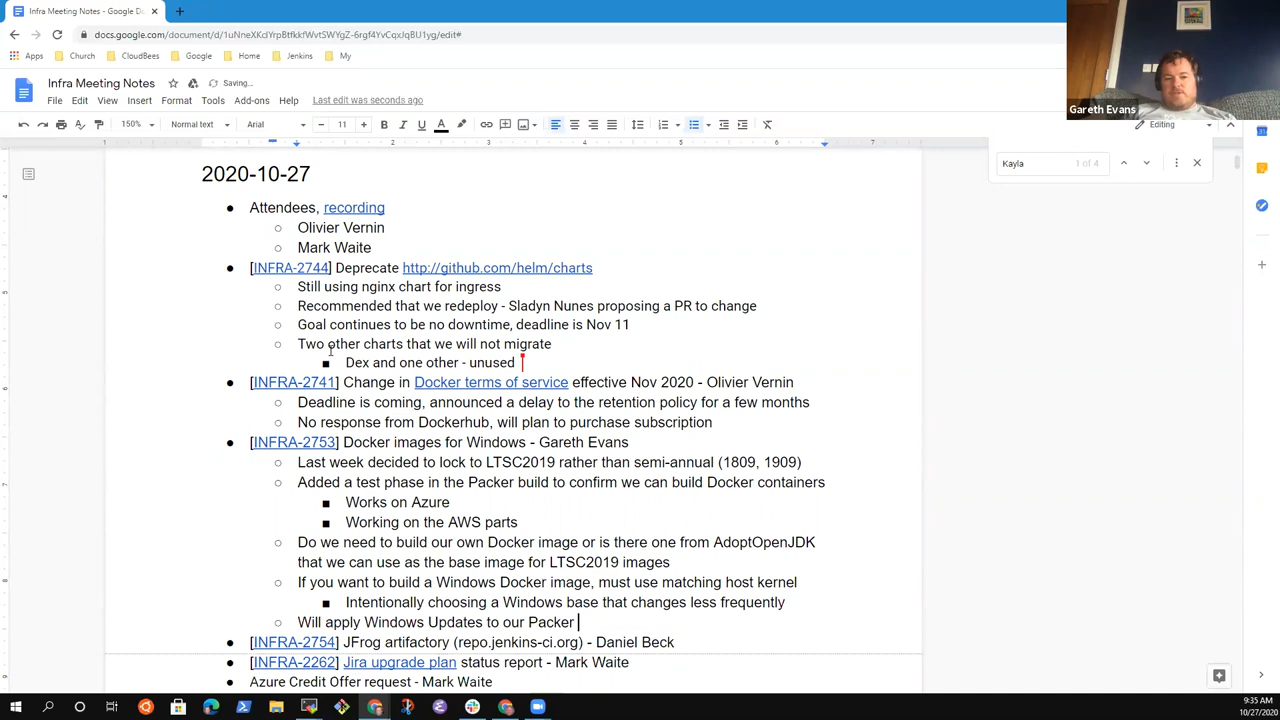 Infra Meeting Notes - Google Do
docs.google.com/document/d/1uNneXKcIYrpBtfkkfWvtSWYgZ-6rgf4YvCqxJqBU1yg/edit#
Apps Church CloudBees Google Home Jenkins My
Infra Meeting Notes Saving...
File Edit View Insert Format Tools Add-ons Help Last edit was seconds ago
Gareth Evans
150% Normal text Arial 11 B I U A Editing
1 2 3 4 5 6 7
Kayla 1 of 4
2020-10-27
Attendees, recording
Olivier Vernin
Mark Waite
[INFRA-2744] Deprecate http://github.com/helm/charts
Still using nginx chart for ingress
Recommended that we redeploy - Sladyn Nunes proposing a PR to change
Goal continues to be no downtime, deadline is Nov 11
Two other charts that we will not migrate
Dex and one other - unused
[INFRA-2741] Change in Docker terms of service effective Nov 2020 - Olivier Vernin
Deadline is coming, announced a delay to the retention policy for a few months
No response from Dockerhub, will plan to purchase subscription
[INFRA-2753] Docker images for Windows - Gareth Evans
Last week decided to lock to LTSC2019 rather than semi-annual (1809, 1909)
Added a test phase in the Packer build to confirm we can build Docker containers
Works on Azure
Working on the AWS parts
Do we need to build our own Docker image or is there one from AdoptOpenJDK
that we can use as the base image for LTSC2019 images
If you want to build a Windows Docker image, must use matching host kernel
Intentionally choosing a Windows base that changes less frequently
Will apply Windows Updates to our Packer
[INFRA-2754] JFrog artifactory (repo.jenkins-ci.org) - Daniel Beck
[INFRA-2262] Jira upgrade plan status report - Mark Waite
Azure Credit Offer request - Mark Waite
9:35 AM
10/27/2020